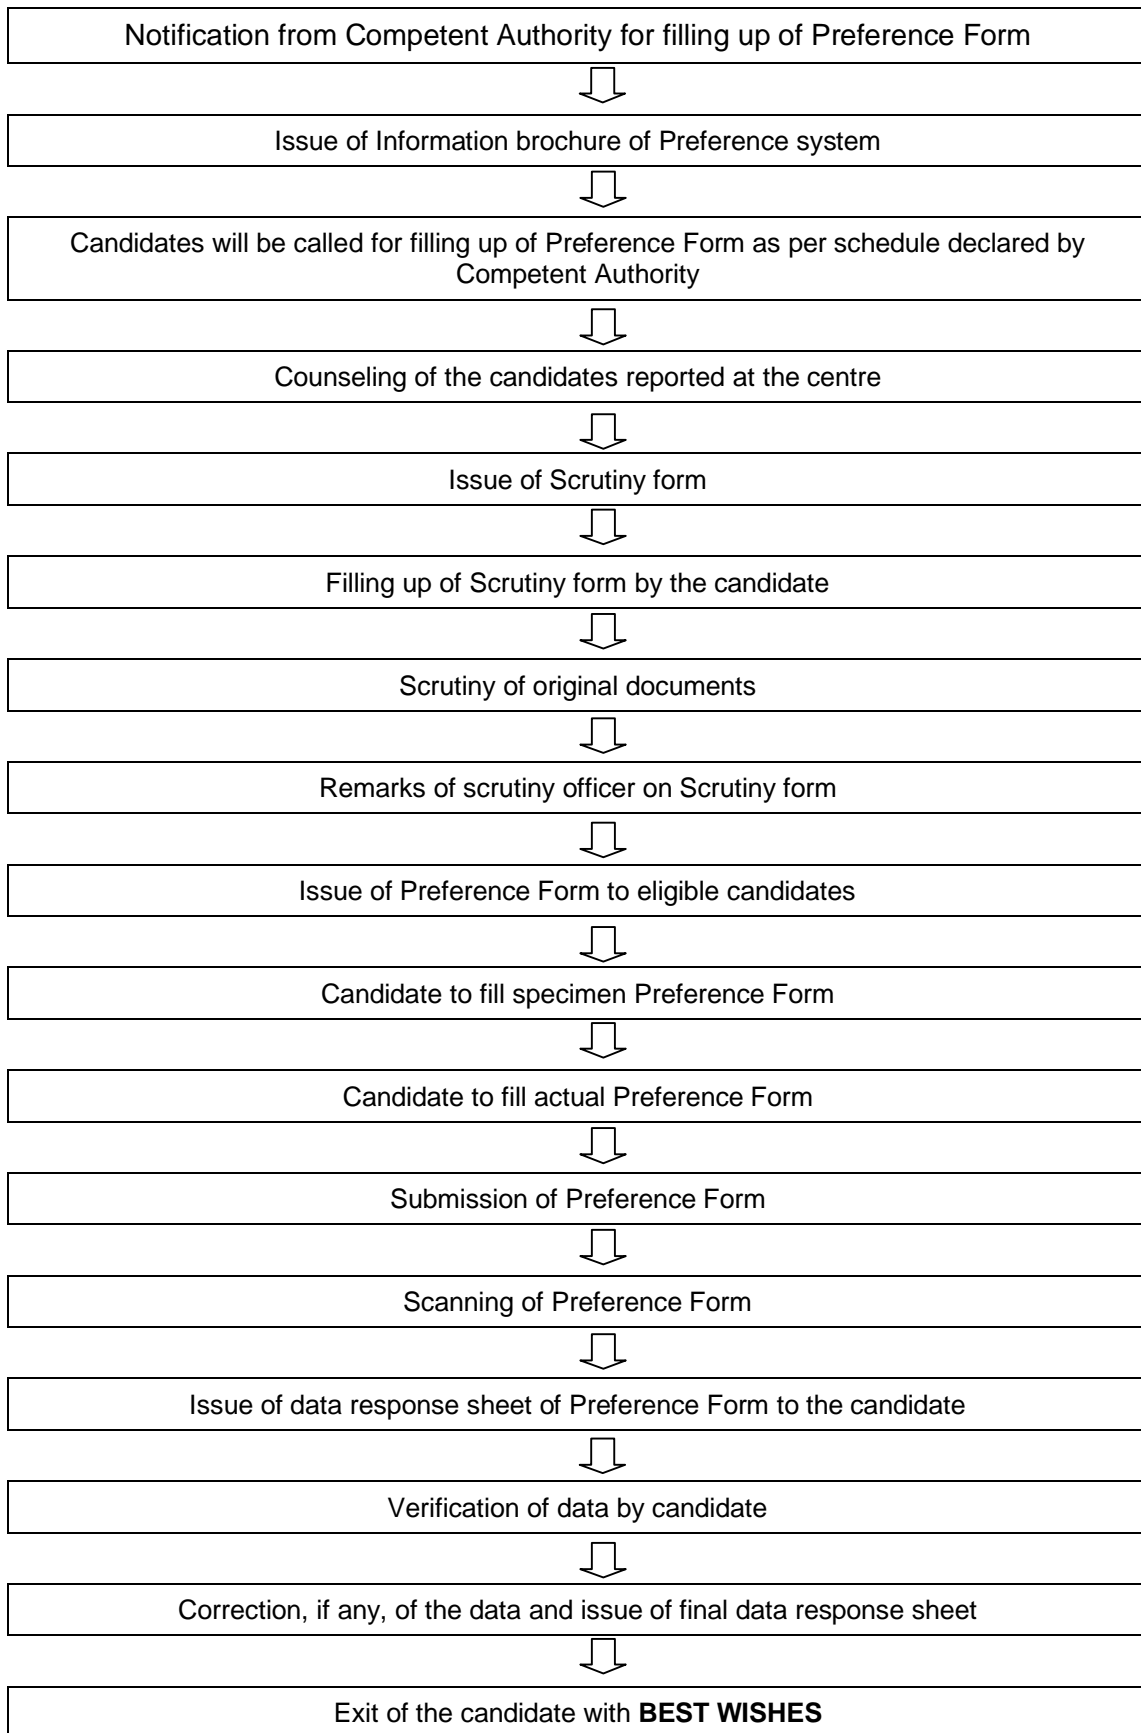 Notification from Competent Authority for filling up of Preference Form
Issue of Information brochure of Preference system
Candidates will be called for filling up of Preference Form as per schedule declared by
Competent Authority
Counseling of the candidates reported at the centre
Issue of Scrutiny form
Filling up of Scrutiny form by the candidate
Scrutiny of original documents
Remarks of scrutiny officer on Scrutiny form
Issue of Preference Form to eligible candidates
Candidate to fill specimen Preference Form
Candidate to fill actual Preference Form
Submission of Preference Form
Scanning of Preference Form
Issue of data response sheet of Preference Form to the candidate
Verification of data by candidate
Correction, if any, of the data and issue of final data response sheet
Exit of the candidate with BEST WISHES